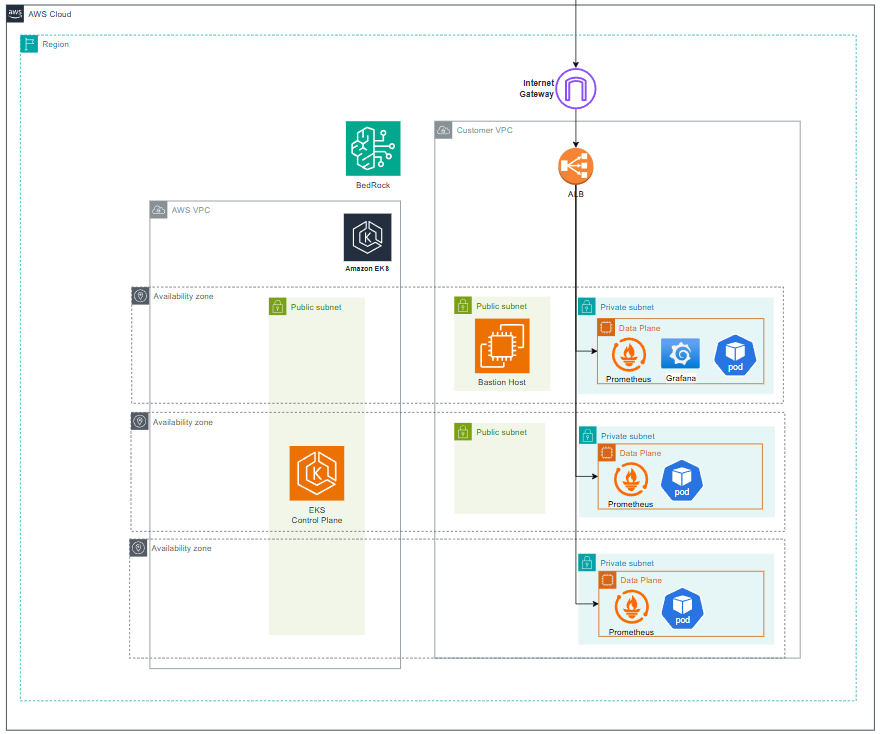 aws
AWS Cloud
Region
Internet
Gateway
Customer VPC
BedRock
ALB
AWS VPC
Amazon EKS
Availability zone
Public subnet
Public subnet
Private subnet
Data Plane
Bastion Host
Prometheus
Grafana
pod
Availability zone
Public subnet
Private subnet
Data Plane
EKS
Control Plane
Prometheus
pod
Availability zone
Private subnet
Data Plane
Prometheus
pod